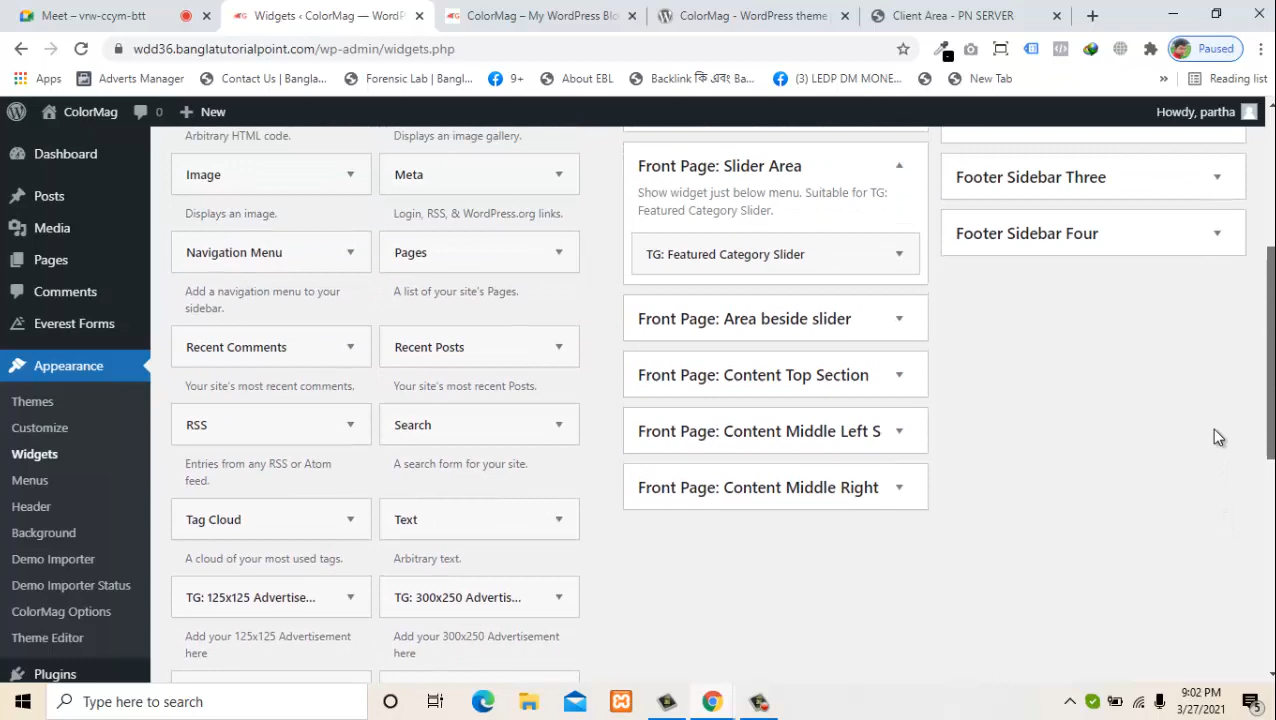 Meet – vrw-ccym-btt
Widgets ‹ ColorMag — WordP
ColorMag – My WordPress Blo
ColorMag - WordPress theme
Client Area - PN SERVER
wdd36.banglatutorialpoint.com/wp-admin/widgets.php
Paused
Apps
Adverts Manager
Contact Us | Bangla...
Forensic Lab | Bangl...
9+
About EBL
Backlink কি এবং Ba...
(3) LEDP DM MONE...
New Tab
»
Reading list
ColorMag
0
New
Howdy, partha
Dashboard
Posts
Media
Pages
Comments
Everest Forms
Appearance
Themes
Customize
Widgets
Menus
Header
Background
Demo Importer
Demo Importer Status
ColorMag Options
Theme Editor
Plugins
Arbitrary HTML code.
Displays an image gallery.
Image
Meta
Displays an image.
Login, RSS, & WordPress.org links.
Navigation Menu
Pages
Add a navigation menu to your
sidebar.
A list of your site's Pages.
Recent Comments
Recent Posts
Your site's most recent comments.
Your site's most recent Posts.
RSS
Search
Entries from any RSS or Atom
feed.
A search form for your site.
Tag Cloud
Text
A cloud of your most used tags.
Arbitrary text.
TG: 125x125 Advertise...
TG: 300x250 Advertis...
Add your 125x125 Advertisement
here
Add your 300x250 Advertisement
here
Front Page: Slider Area
Show widget just below menu. Suitable for TG:
Featured Category Slider.
TG: Featured Category Slider
Front Page: Area beside slider
Front Page: Content Top Section
Front Page: Content Middle Left S
Front Page: Content Middle Right
Footer Sidebar Three
Footer Sidebar Four
Type here to search
9:02 PM
3/27/2021
5